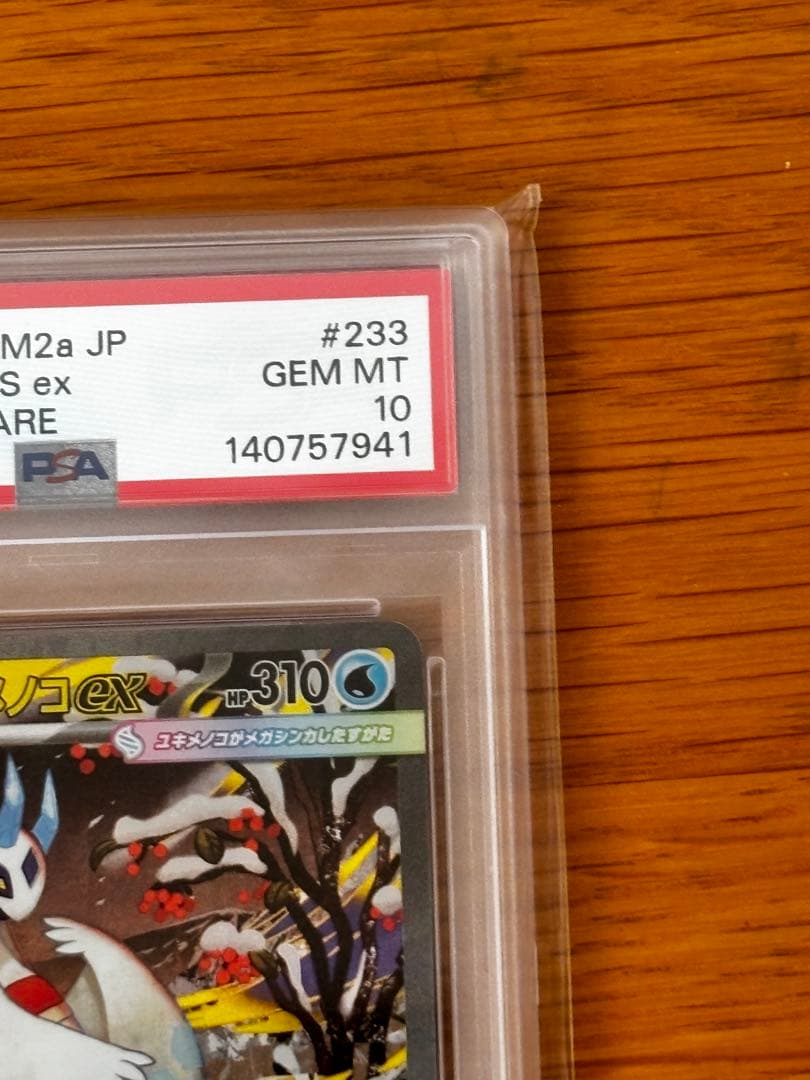 M2a JP #233
S ex GEM MT
ARE 10
PSA 140757941
メノコex HP310
ユキメノコがメガシンカしたすがた